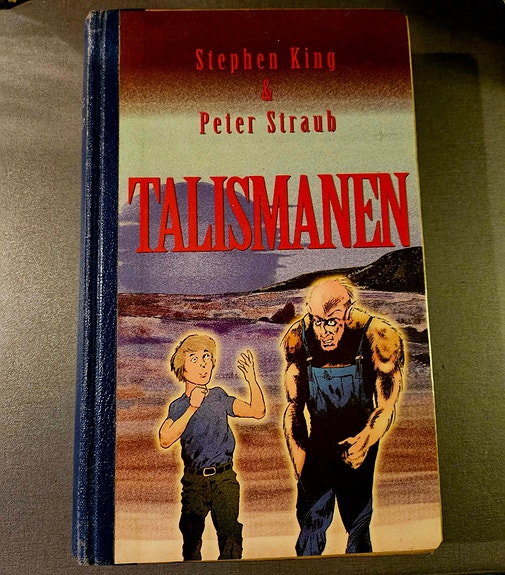 Stephen King
&
Peter Straub
TALISMANEN